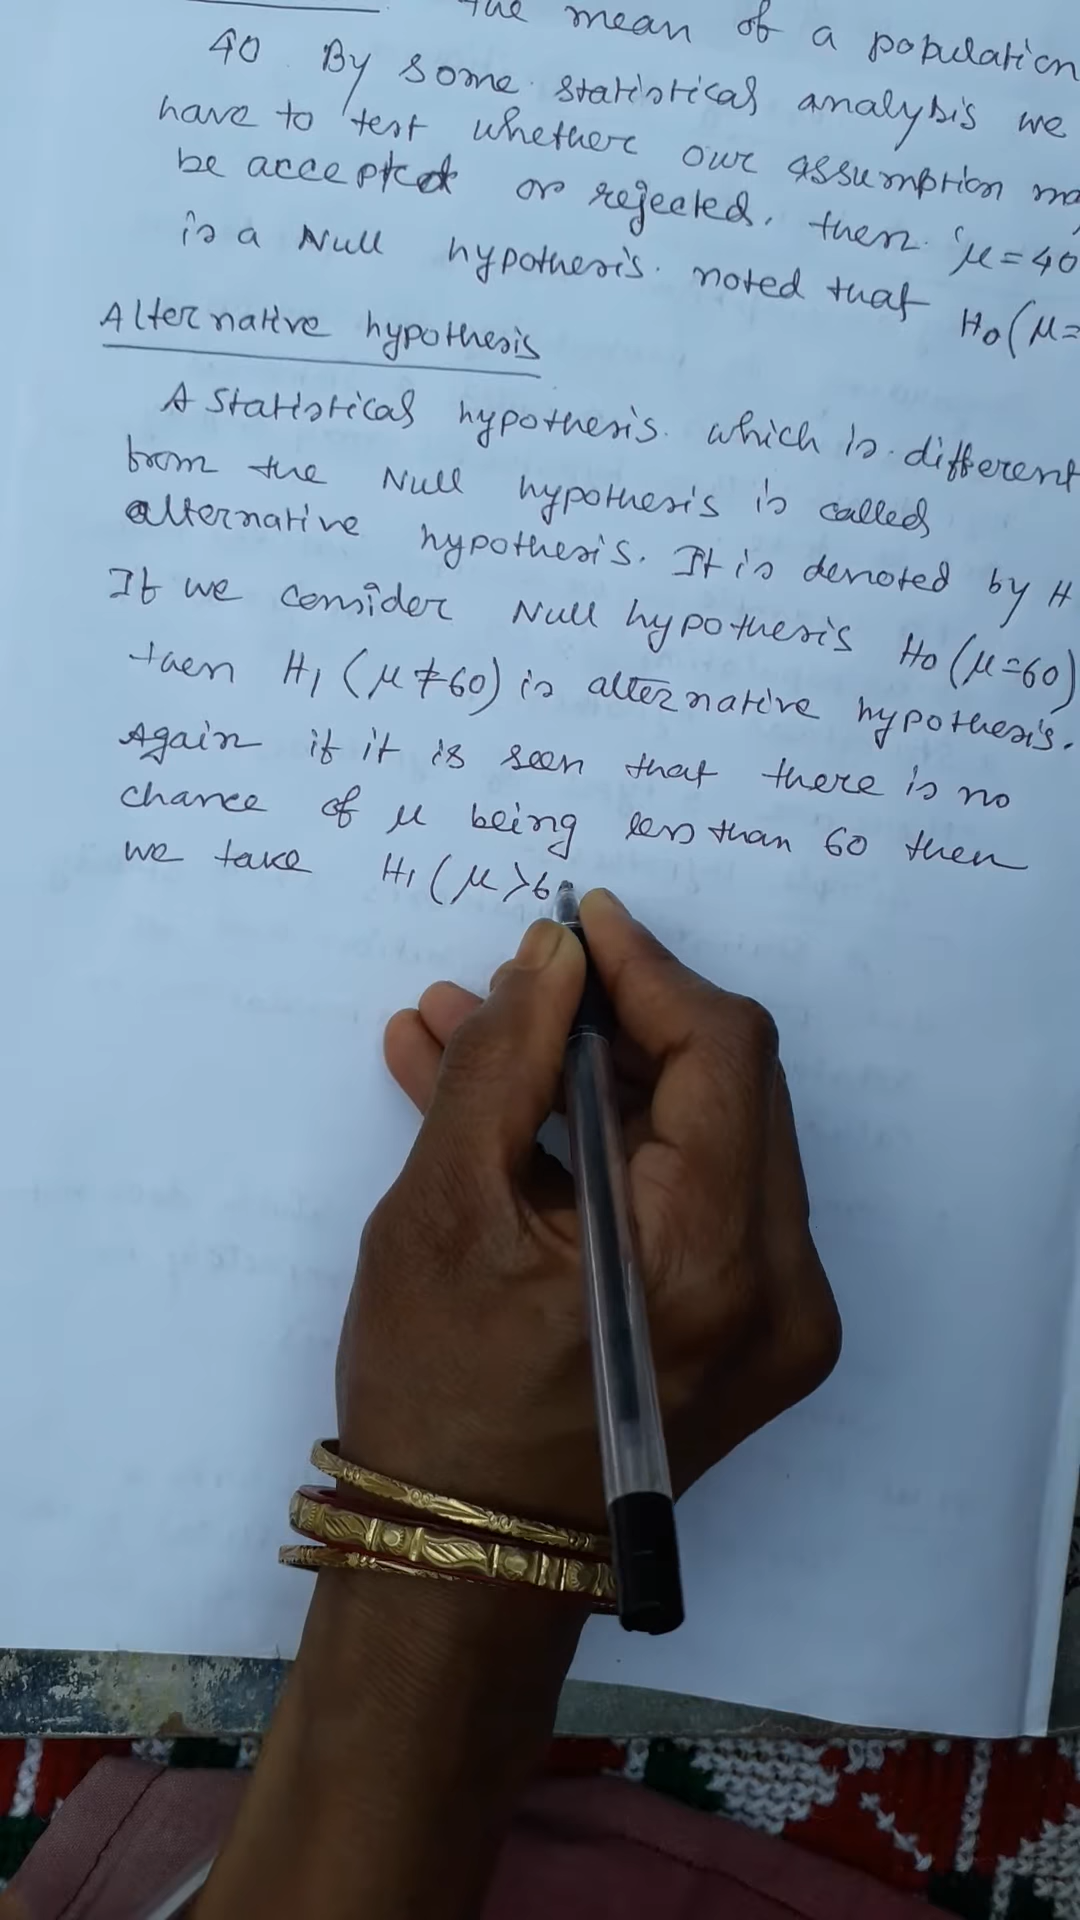 the mean of a population
40. By some statistical analysis we
have to test whether our assumption
be accepted or rejected, then 'μ=40
is a Null hypothesis. noted that H0(μ=
Alternative hypothesis
A Statistical hypothesis which is different
from the Null hypothesis is called
alternative hypothesis. It is denoted by H
If we consider Null hypothesis H0(μ=60)
then H1(μ≠60) is alternative hypothesis.
Again if it is seen that there is no
chance of μ being less than 60 then
we take H1(μ>6